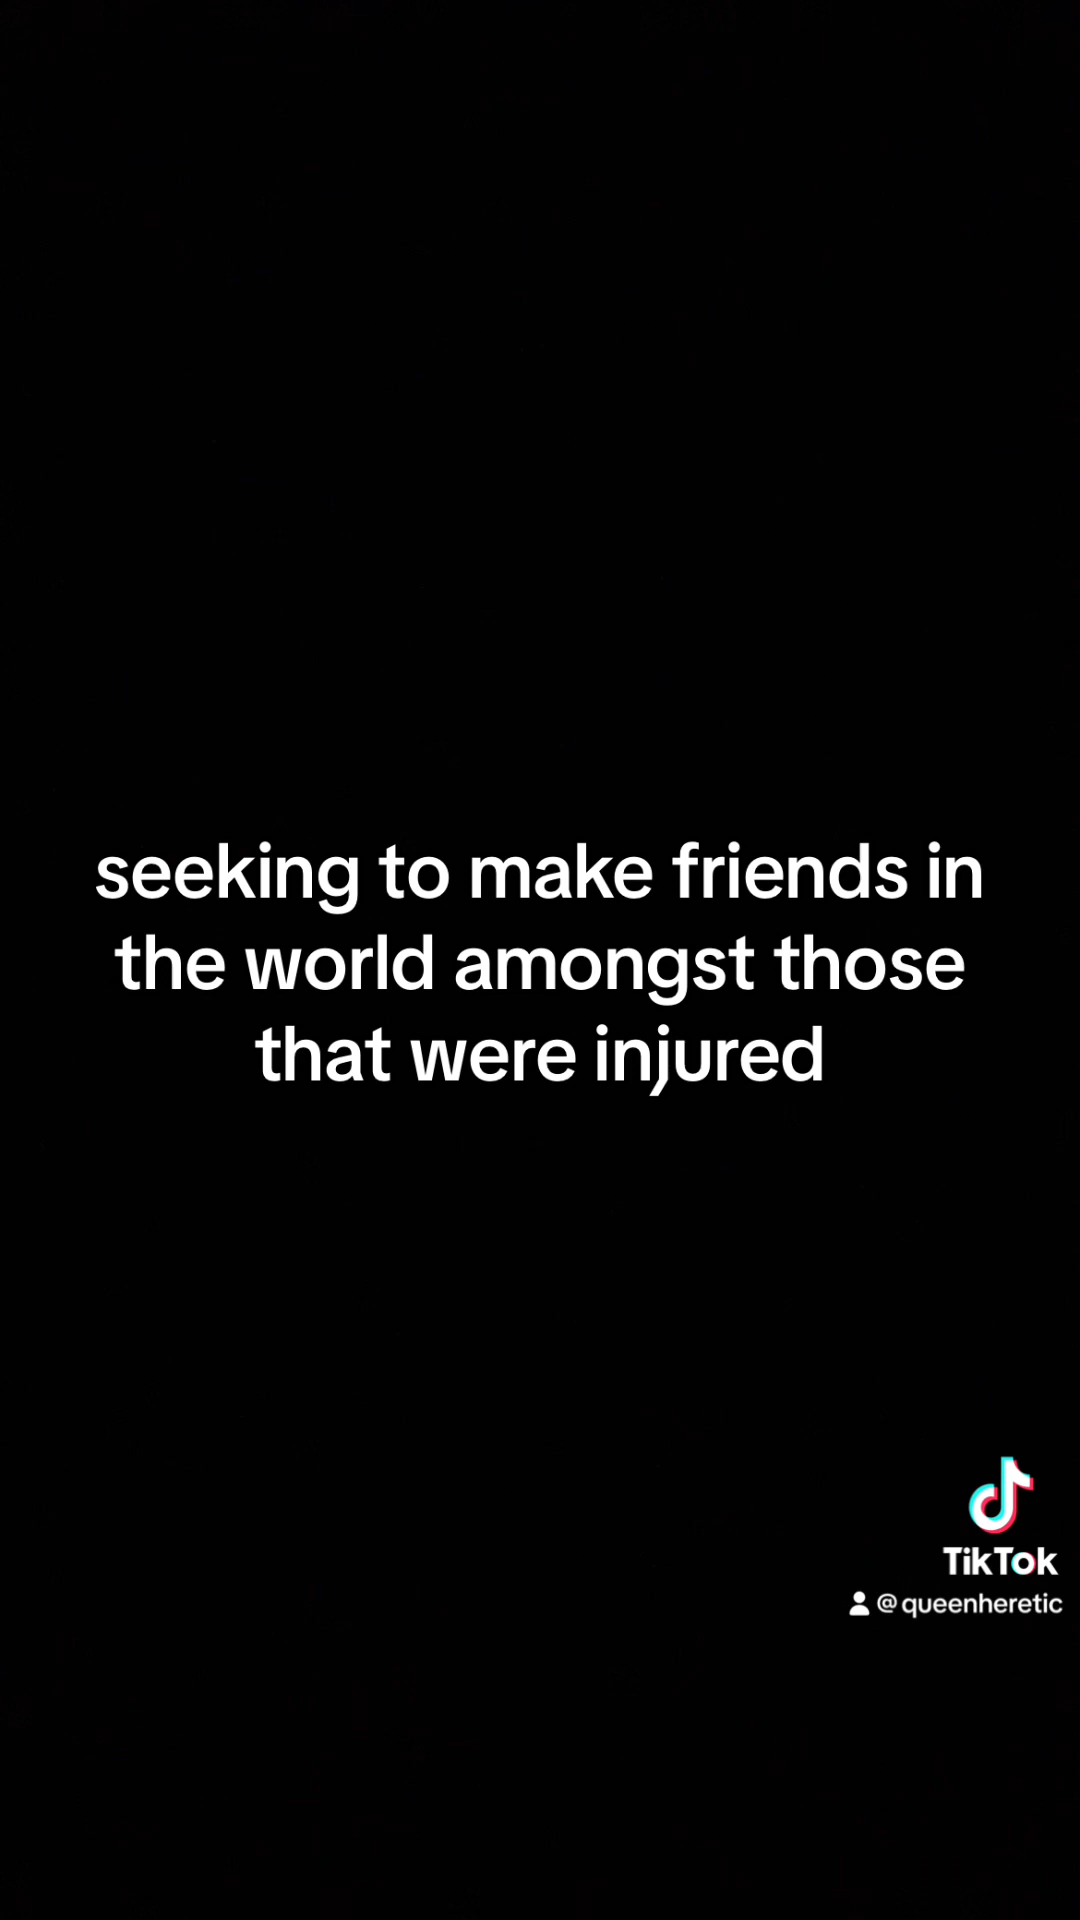 seeking to make friends in
the world amongst those
that were injured
TikTok
@queenheretic